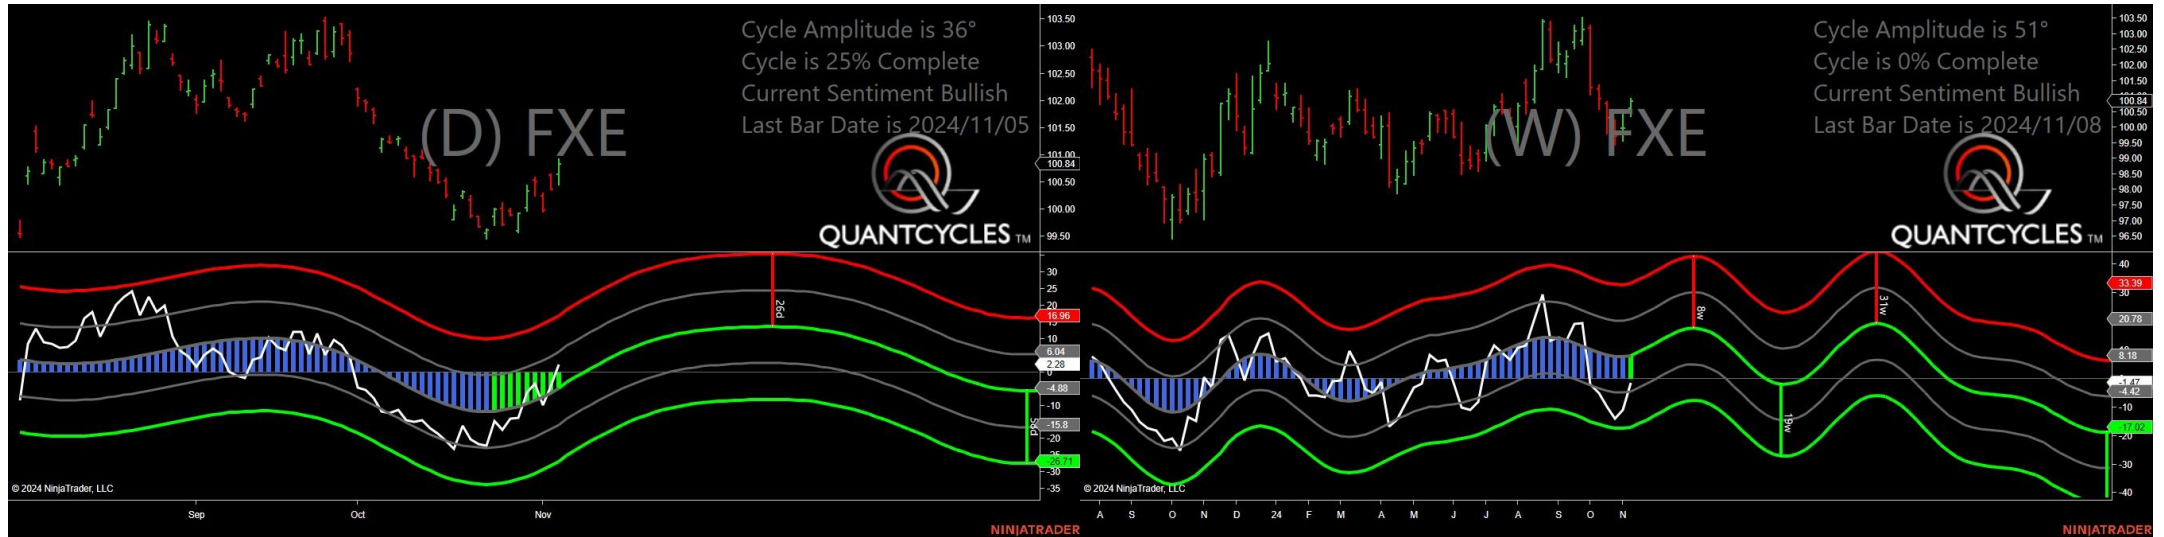 Cycle Amplitude is 36°
Cycle is 25% Complete
Current Sentiment Bullish
Last Bar Date is 2024/11/05
(D) FXE
QUANTCYCLES TM
103.50
103.00
102.50
102.00
101.50
101.00
100.84
100.50
100.00
99.50
26d
30
25
20
16.96
15
10
6.04
2.28
0
-4.88
-10
-15.8
-20
-25
-26.71
-30
-35
58d
© 2024 NinjaTrader, LLC
Sep
Oct
Nov
NINJATRADER
Cycle Amplitude is 51°
Cycle is 0% Complete
Current Sentiment Bullish
Last Bar Date is 2024/11/08
(W) FXE
QUANTCYCLES TM
103.50
103.00
102.50
102.00
101.50
100.84
100.50
100.00
99.50
99.00
98.50
98.00
97.50
97.00
96.50
8w
31w
19w
40
33.39
30
20.78
8.18
-1.47
-4.42
-10
-17.02
-20
-30
-40
© 2024 NinjaTrader, LLC
A S O N D 24 F M A M J J A S O N
NINJATRADER